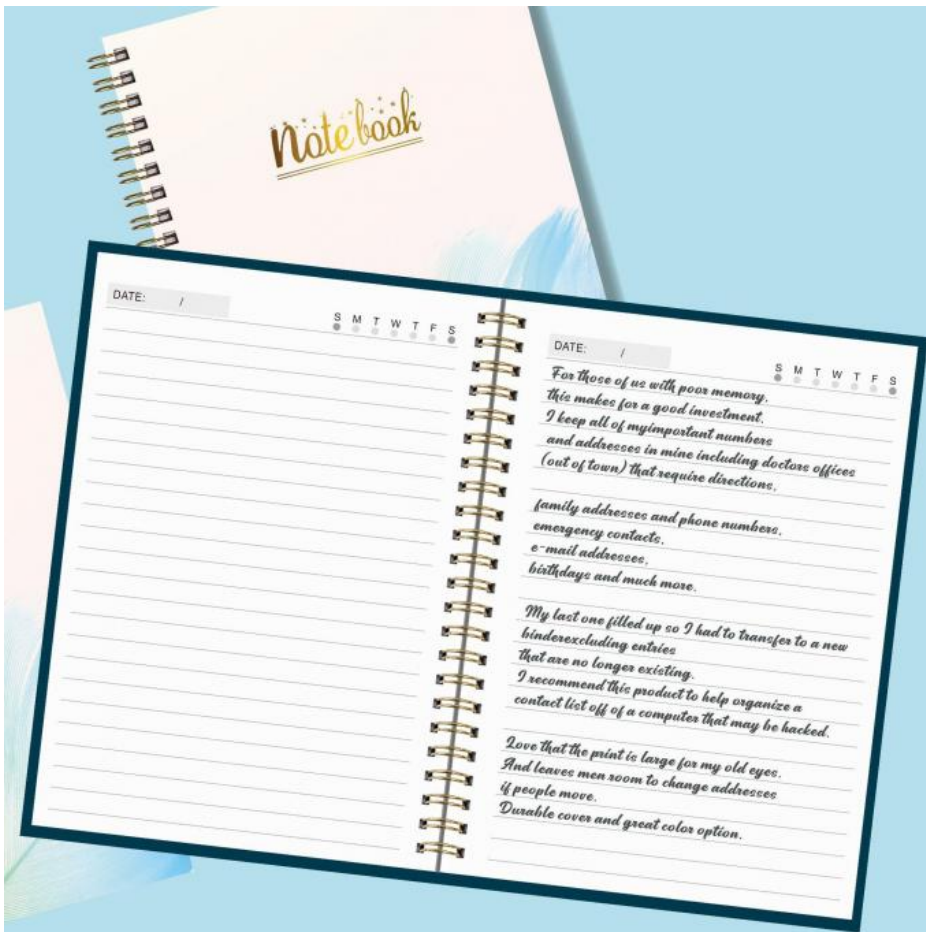 Notebook
DATE: /
S M T W T F S
DATE: /
S M T W T F S
For those of us with poor memory,
this makes for a good investment.
I keep all of myimportant numbers
and addresses in mine including doctors offices
(out of town) that require directions,
family addresses and phone numbers,
emergency contacts,
e-mail addresses,
birthdays and much more.
My last one filled up so I had to transfer to a new
binderexcluding entries
that are no longer existing.
I recommend this product to help organize a
contact list off of a computer that may be hacked.
Love that the print is large for my old eyes.
And leaves men room to change addresses
if people move.
Durable cover and great color option.